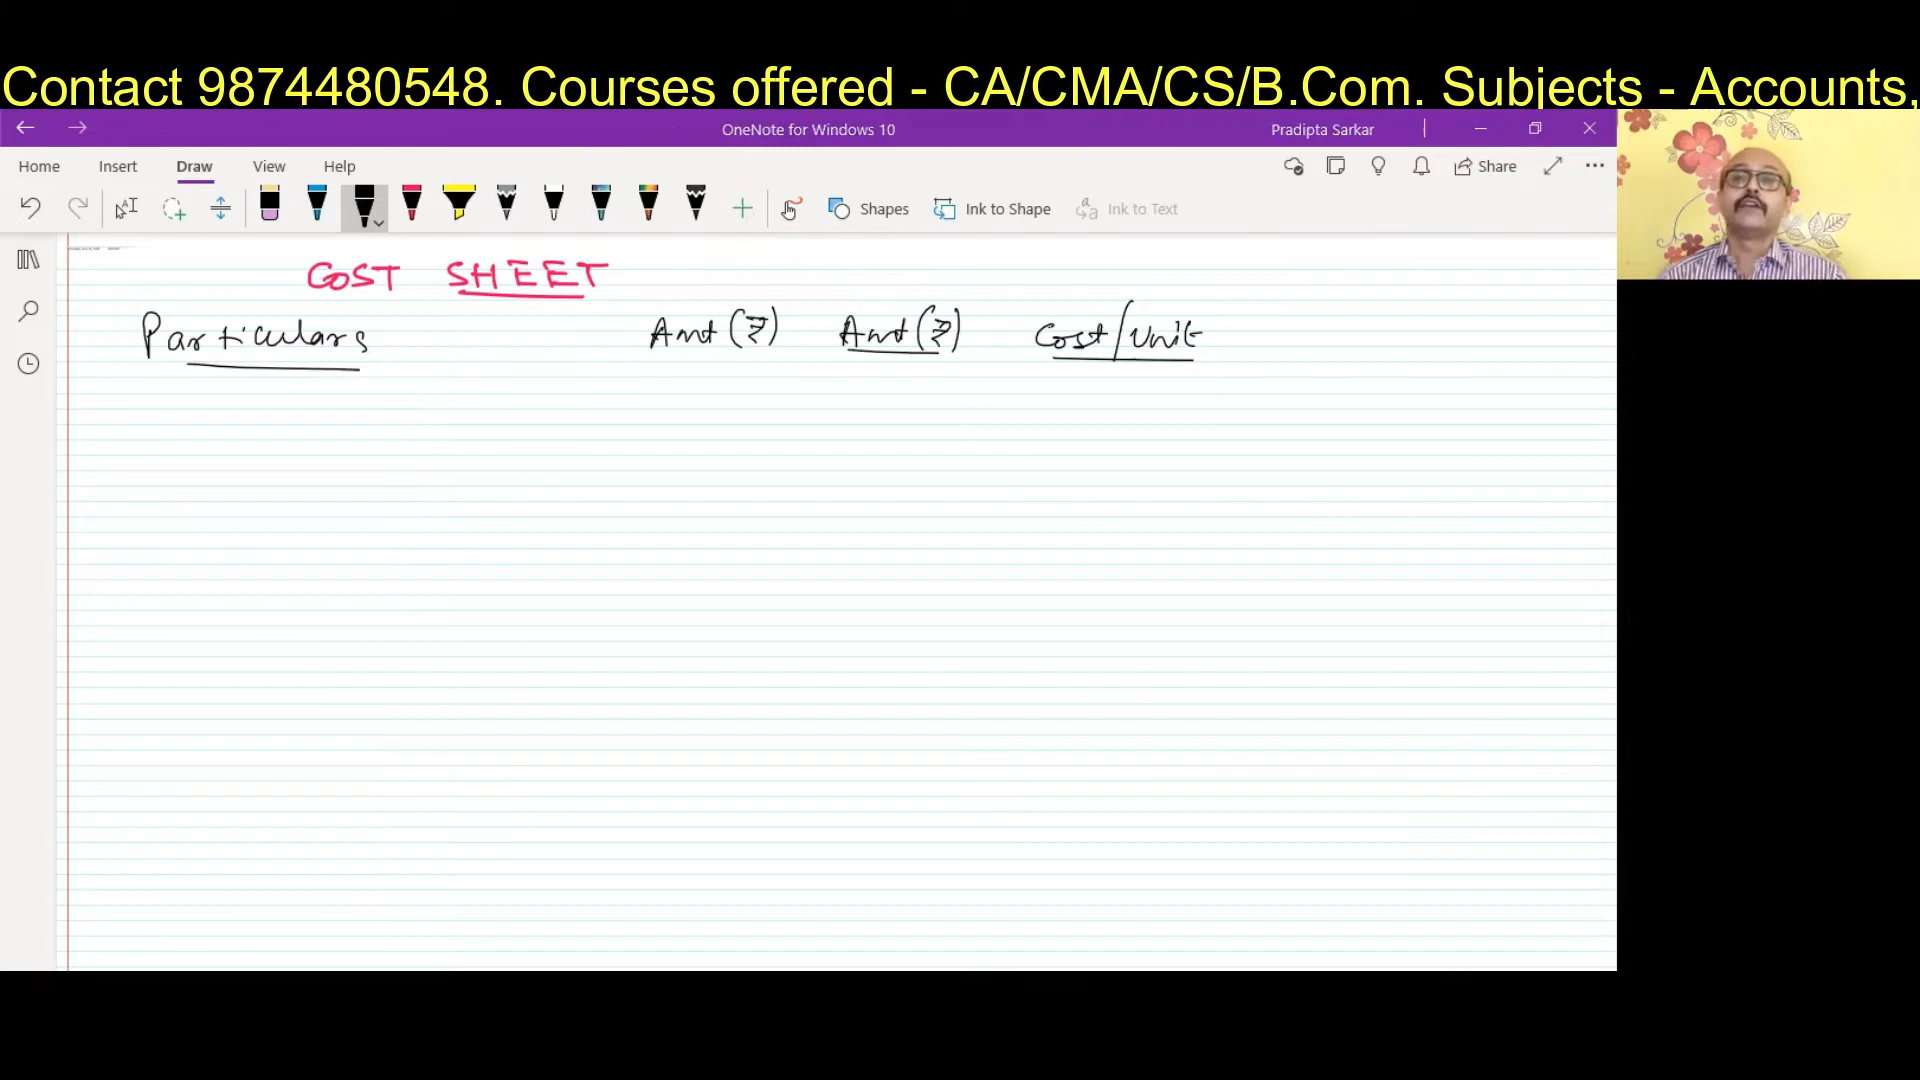 Contact 9874480548. Courses offered - CA/CMA/CS/B.Com. Subjects - Accounts,
OneNote for Windows 10
Pradipta Sarkar
Home Insert Draw View Help
Share
Shapes Ink to Shape Ink to Text
COST SHEET
Particulars Amt (₹) Amt (₹) Cost/Unit